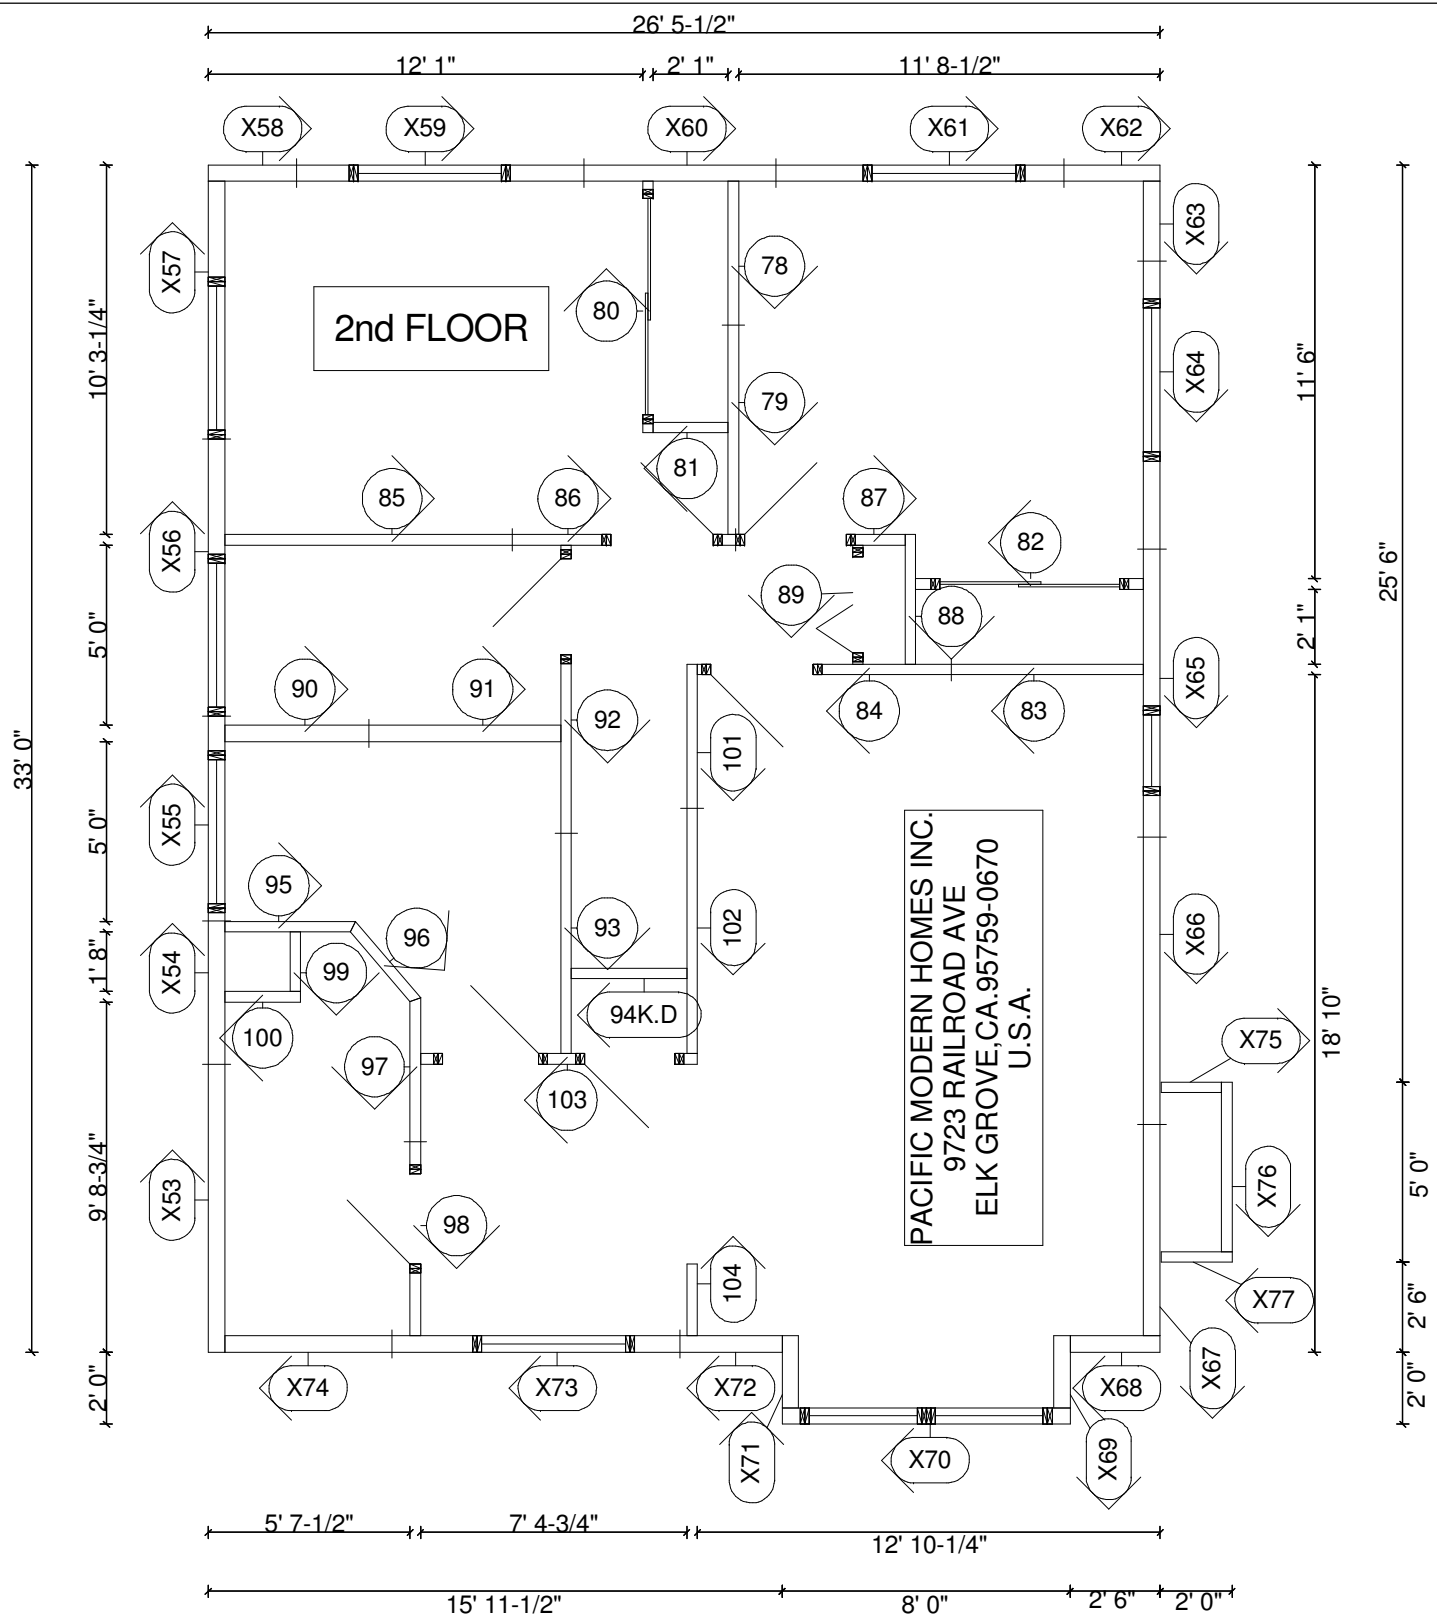 26' 5-1/2"
12' 1"
2' 1"
11' 8-1/2"
X58
X59
X60
X61
X62
X57
X63
78
80
2nd FLOOR
10' 3-1/4"
11' 6"
X64
79
81
85
86
87
X56
82
25' 6"
89
88
5' 0"
2' 1"
90
91
92
84
83
X65
33' 0"
101
X55
5' 0"
95
96
93
102
X66
X54
1' 8"
99
94K.D
100
97
103
PACIFIC MODERN HOMES INC.
9723 RAILROAD AVE
ELK GROVE,CA.95759-0670
U.S.A.
18' 10"
X75
X53
9' 8-3/4"
98
X76
5' 0"
104
X77
2' 6"
X67
2' 0"
X74
X73
X72
X68
2' 0"
X71
X70
X69
5' 7-1/2"
7' 4-3/4"
12' 10-1/4"
15' 11-1/2"
8' 0"
2' 6"
2' 0"